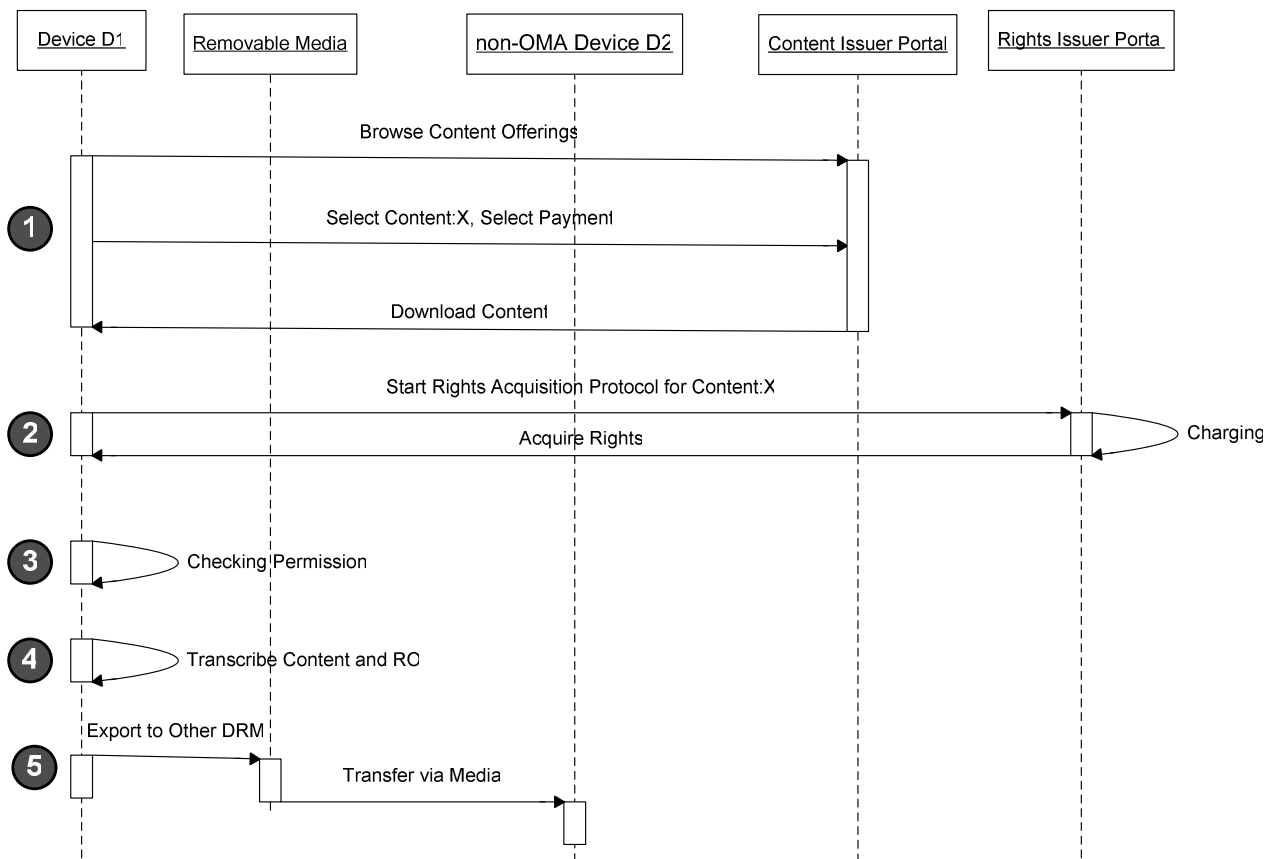 Device D1
Removable Media
non-OMA Device D2
Content Issuer Portal
Rights Issuer Porta
Browse Content Offerings
1
Select Content:X, Select Payment
Download Content
Start Rights Acquisition Protocol for Content:X
2
Acquire Rights
Charging
3
Checking Permission
4
Transcribe Content and RO
Export to Other DRM
5
Transfer via Media